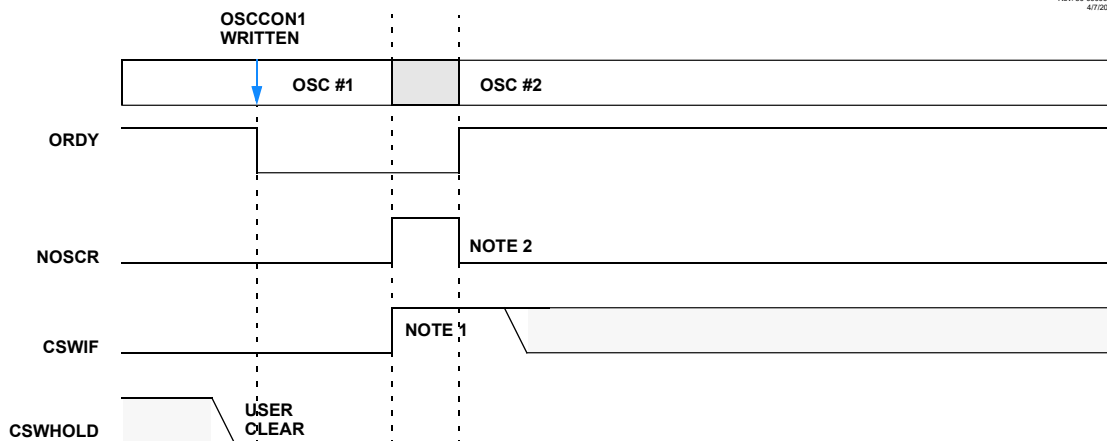 OSCCON1
WRITTEN
OSC #1
OSC #2
ORDY
NOSCR
NOTE 2
CSWIF
NOTE 1
CSWHOLD
USER
CLEAR